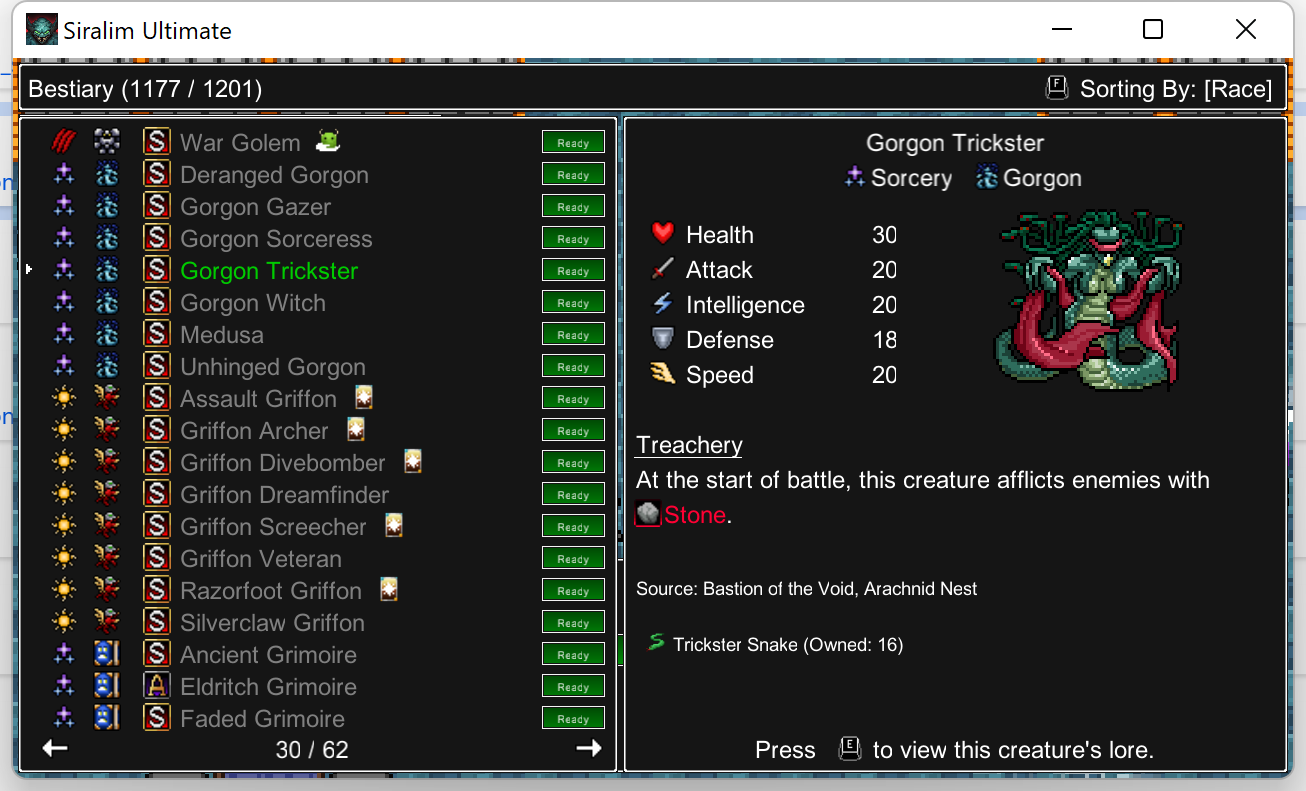 Siralim Ultimate
Bestiary (1177 / 1201)
F Sorting By: [Race]
S War Golem Ready
S Deranged Gorgon Ready
S Gorgon Gazer Ready
S Gorgon Sorceress Ready
S Gorgon Trickster Ready
S Gorgon Witch Ready
S Medusa Ready
S Unhinged Gorgon Ready
S Assault Griffon Ready
S Griffon Archer Ready
S Griffon Divebomber Ready
S Griffon Dreamfinder Ready
S Griffon Screecher Ready
S Griffon Veteran Ready
S Razorfoot Griffon Ready
S Silverclaw Griffon Ready
S Ancient Grimoire Ready
A Eldritch Grimoire Ready
S Faded Grimoire Ready
30 / 62
Gorgon Trickster
Sorcery Gorgon
Health 30
Attack 20
Intelligence 20
Defense 18
Speed 20
Treachery
At the start of battle, this creature afflicts enemies with
Stone.
Source: Bastion of the Void, Arachnid Nest
Trickster Snake (Owned: 16)
Press E to view this creature's lore.